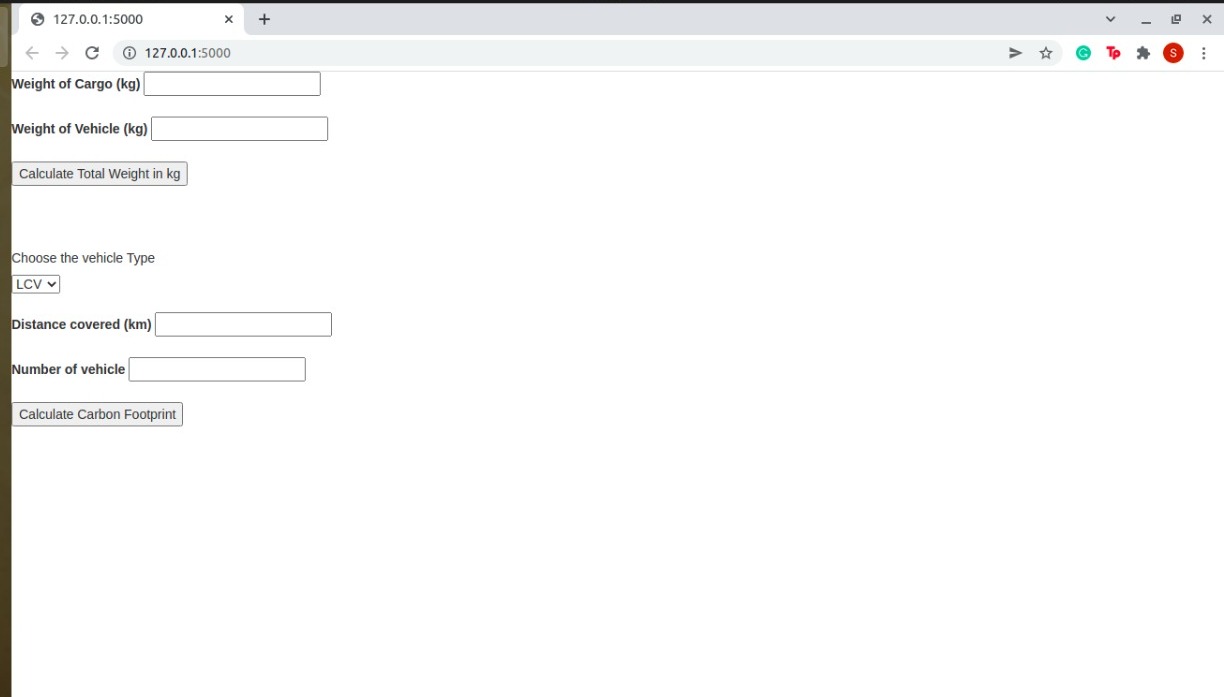 127.0.0.1:5000
127.0.0.1:5000
Tp
S
Weight of Cargo (kg)
Weight of Vehicle (kg)
Calculate Total Weight in kg
Choose the vehicle Type
LCV
Distance covered (km)
Number of vehicle
Calculate Carbon Footprint